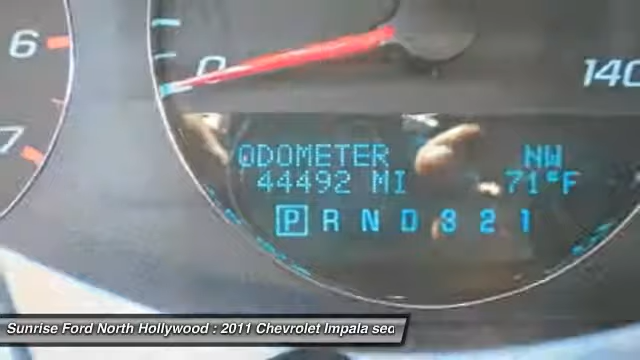 6
7
0
140
ODOMETER NW
44492 MI 71°F
P R N D 3 2 1
Sunrise Ford North Hollywood : 2011 Chevrolet Impala sed